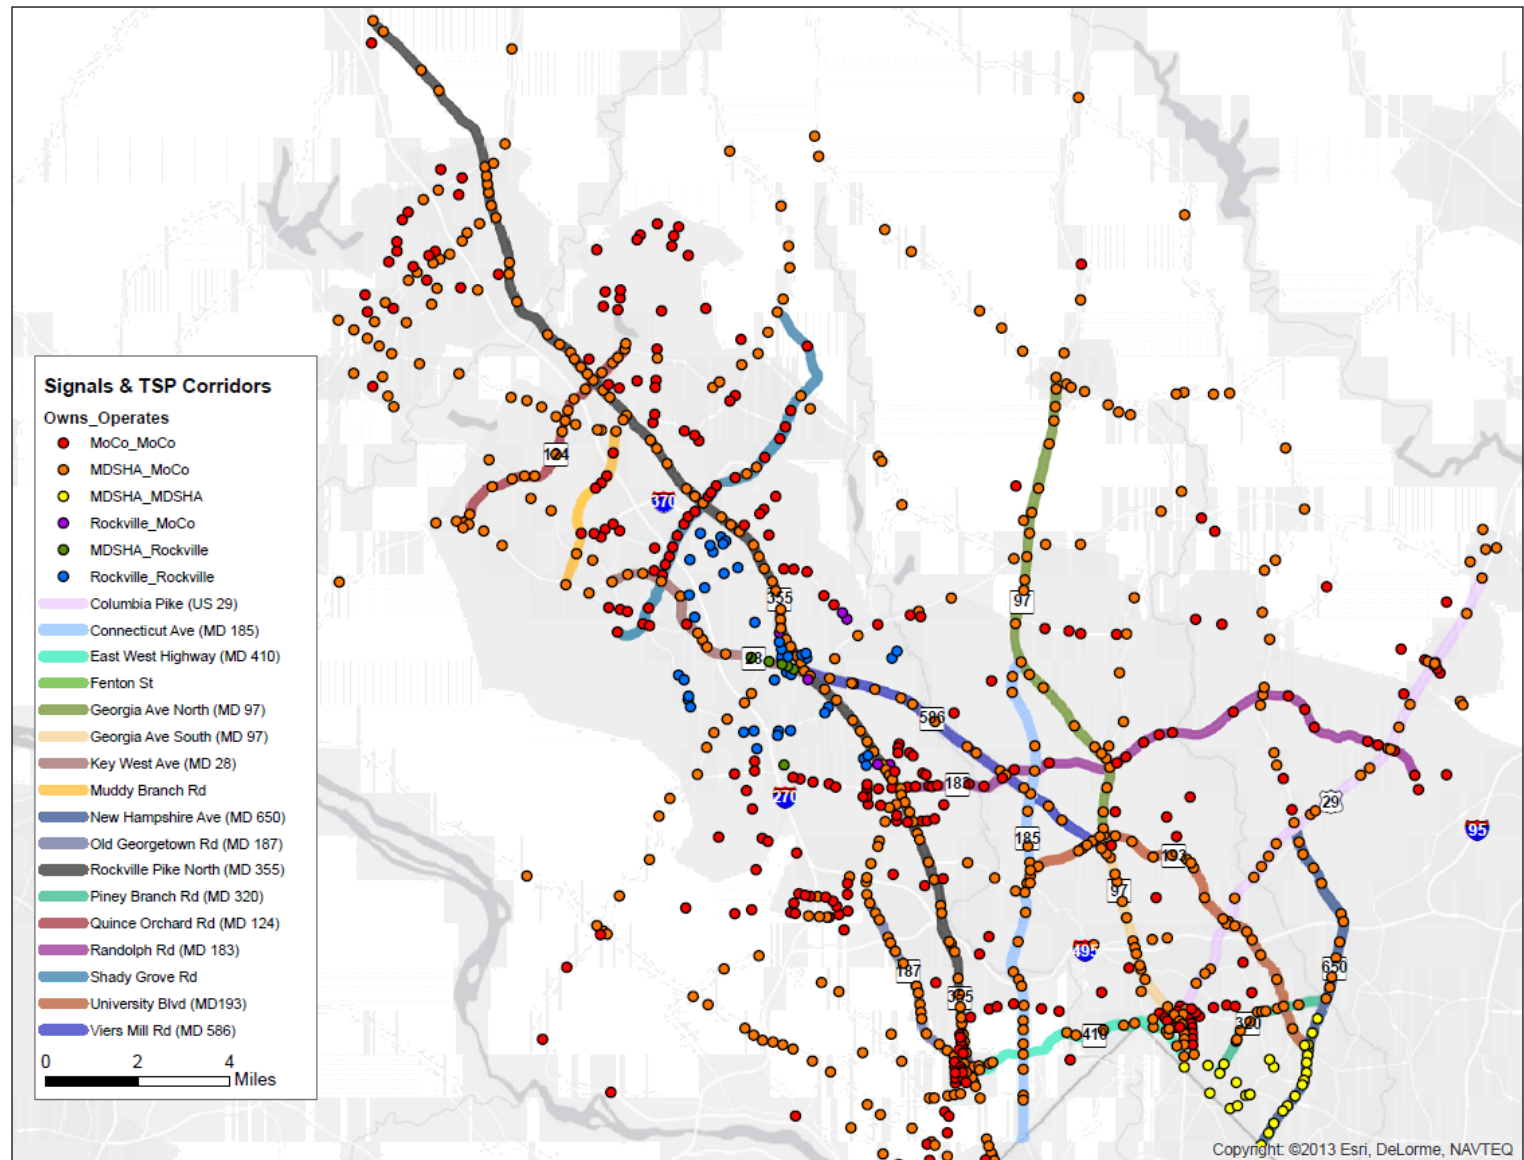 124
370
355
97
28
586
183
270
29
95
185
193
97
495
187
650
355
410
320
Signals & TSP Corridors
Owns_Operates
MoCo_MoCo
MDSHA_MoCo
MDSHA_MDSHA
Rockville_MoCo
MDSHA_Rockville
Rockville_Rockville
Columbia Pike (US 29)
Connecticut Ave (MD 185)
East West Highway (MD 410)
Fenton St
Georgia Ave North (MD 97)
Georgia Ave South (MD 97)
Key West Ave (MD 28)
Muddy Branch Rd
New Hampshire Ave (MD 650)
Old Georgetown Rd (MD 187)
Rockville Pike North (MD 355)
Piney Branch Rd (MD 320)
Quince Orchard Rd (MD 124)
Randolph Rd (MD 183)
Shady Grove Rd
University Blvd (MD193)
Viers Mill Rd (MD 586)
0 2 4
Miles
Copyright: ©2013 Esri, DeLorme, NAVTEQ